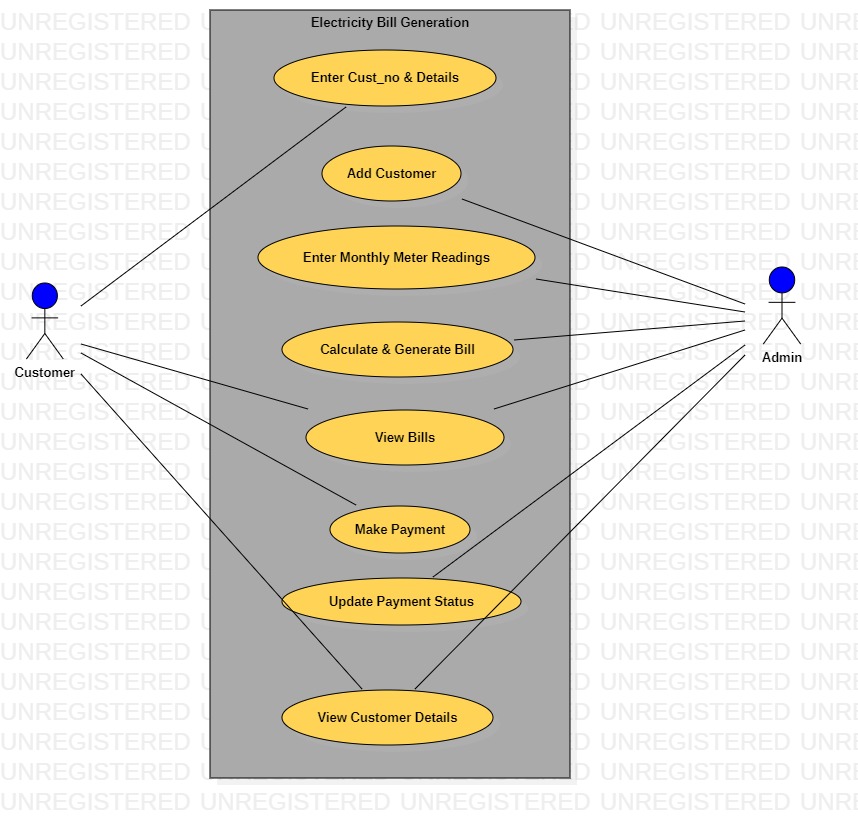 Electricity Bill Generation
Enter Cust_no & Details
Add Customer
Enter Monthly Meter Readings
Customer
Admin
Calculate & Generate Bill
View Bills
Make Payment
Update Payment Status
View Customer Details
UNREGISTERED UNREGISTERED UNREGISTERED UNREGISTERED